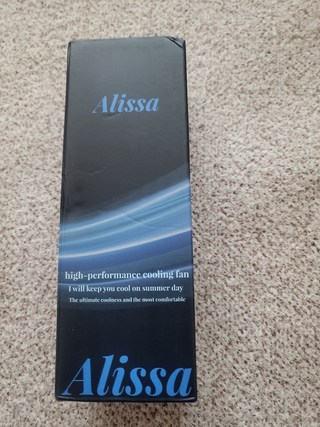 Alissa
high-performance cooling fan
I will keep you cool on summer day
The ultimate coolness and the most comfortable
Alissa